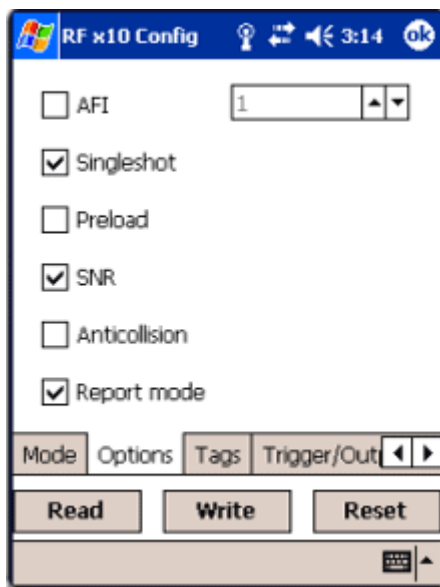 RF x10 Config 3:14 ok
AFI 1
Singleshot
Preload
SNR
Anticollision
Report mode
Mode Options Tags Trigger/Out
Read Write Reset